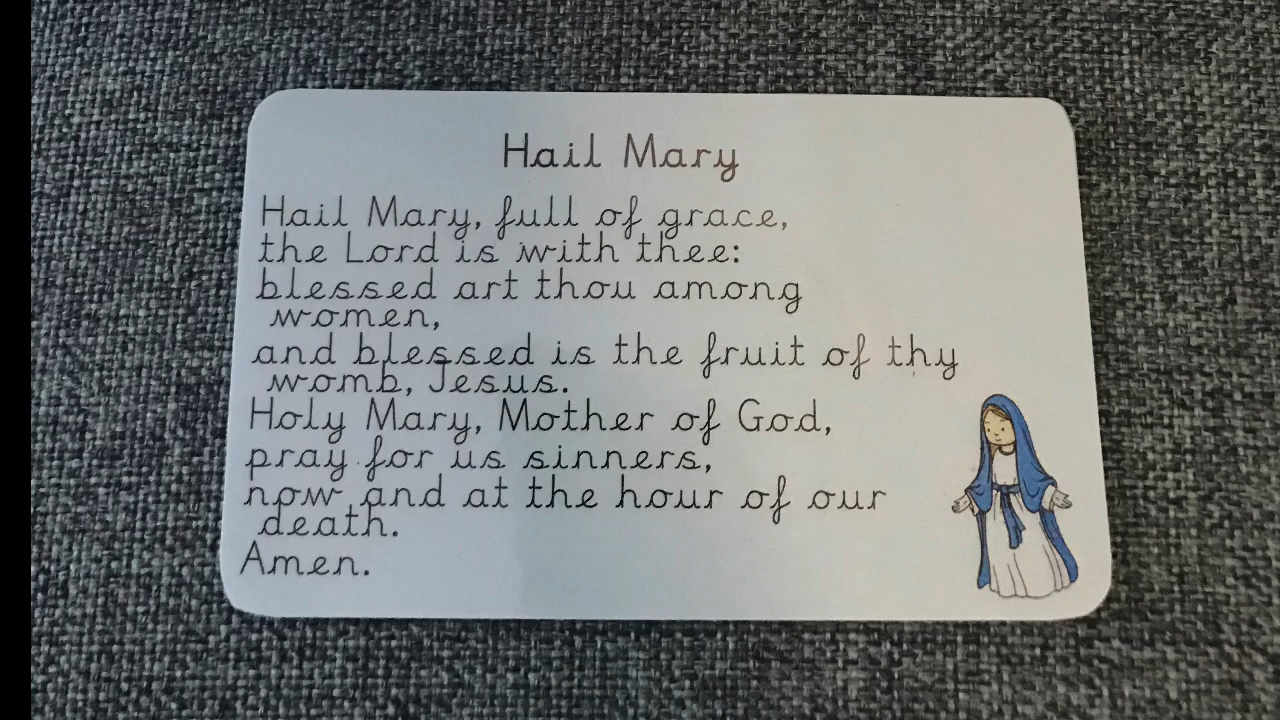 Hail Mary
Hail Mary, full of grace,
the Lord is with thee:
blessed art thou among
women,
and blessed is the fruit of thy
womb, Jesus.
Holy Mary, Mother of God,
pray for us sinners,
now and at the hour of our
death.
Amen.